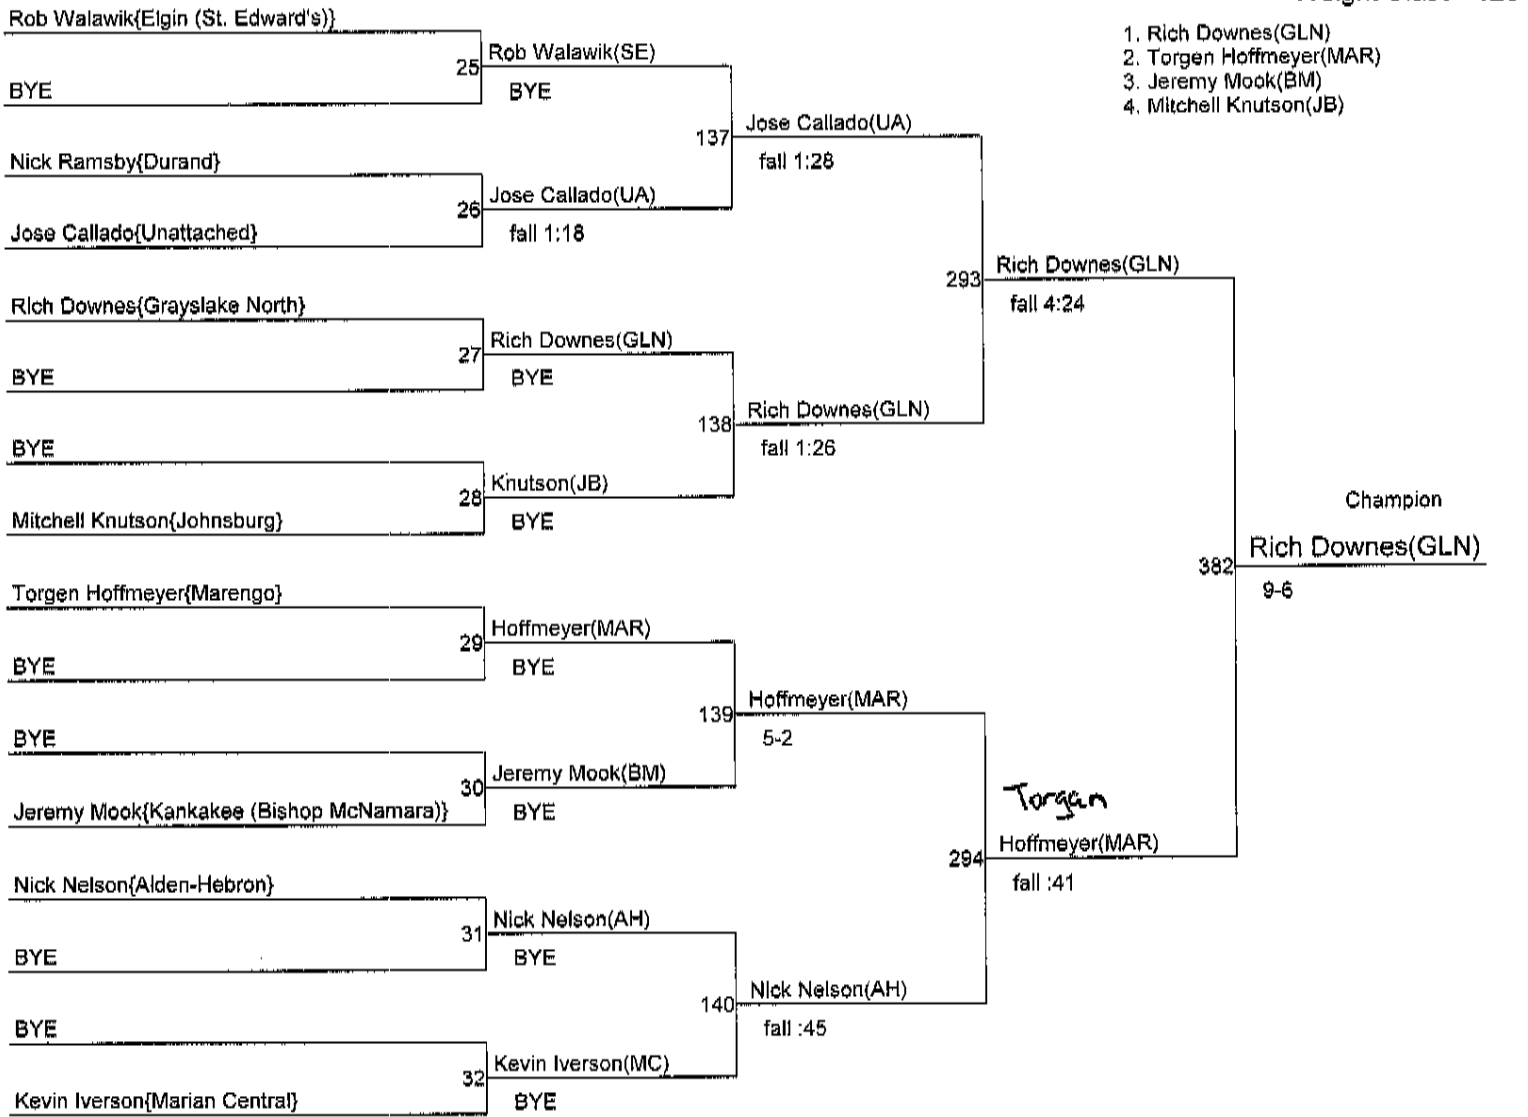 1. Rich Downes(GLN)
2. Torgen Hoffmeyer(MAR)
3. Jeremy Mook(BM)
4. Mitchell Knutson(JB)
Rob Walawik{Elgin (St. Edward's)}
25
Rob Walawik(SE)
BYE
BYE
137
Jose Callado(UA)
fall 1:28
Nick Ramsby{Durand}
26
Jose Callado(UA)
fall 1:18
Jose Callado{Unattached}
293
Rich Downes(GLN)
fall 4:24
Rich Downes{Grayslake North}
27
Rich Downes(GLN)
BYE
BYE
138
Rich Downes(GLN)
fall 1:26
BYE
28
Knutson(JB)
BYE
Mitchell Knutson{Johnsburg}
Champion
382
Rich Downes(GLN)
9-6
Torgen Hoffmeyer{Marengo}
29
Hoffmeyer(MAR)
BYE
BYE
139
Hoffmeyer(MAR)
5-2
BYE
30
Jeremy Mook(BM)
BYE
Jeremy Mook{Kankakee (Bishop McNamara)}
Torgan
294
Hoffmeyer(MAR)
fall :41
Nick Nelson{Alden-Hebron}
31
Nick Nelson(AH)
BYE
BYE
140
Nick Nelson(AH)
fall :45
BYE
32
Kevin Iverson(MC)
BYE
Kevin Iverson{Marian Central}